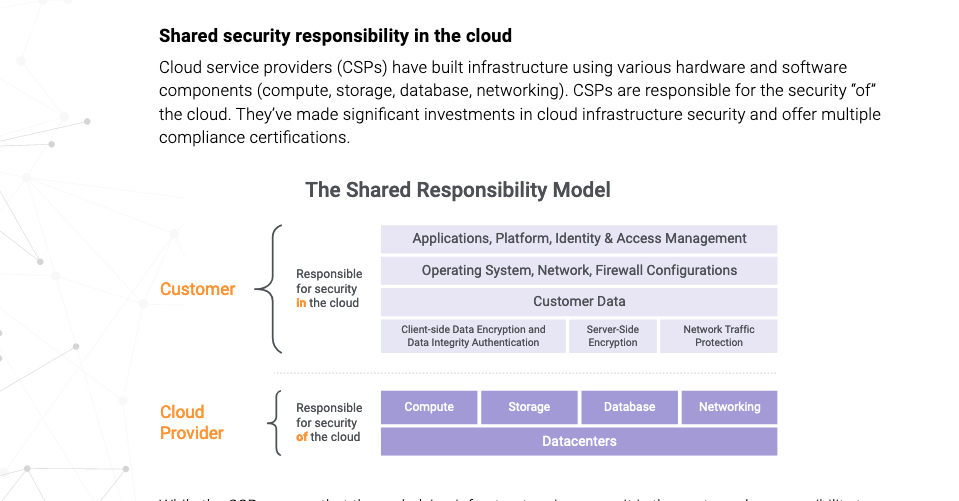 Shared security responsibility in the cloud
Cloud service providers (CSPs) have built infrastructure using various hardware and software
components (compute, storage, database, networking). CSPs are responsible for the security “of”
the cloud. They’ve made significant investments in cloud infrastructure security and offer multiple
compliance certifications.
The Shared Responsibility Model
Customer
Responsible
for security
in the cloud
Applications, Platform, Identity & Access Management
Operating System, Network, Firewall Configurations
Customer Data
Client-side Data Encryption and
Data Integrity Authentication
Server-Side
Encryption
Network Traffic
Protection
Cloud
Provider
Responsible
for security
of the cloud
Compute
Storage
Database
Networking
Datacenters